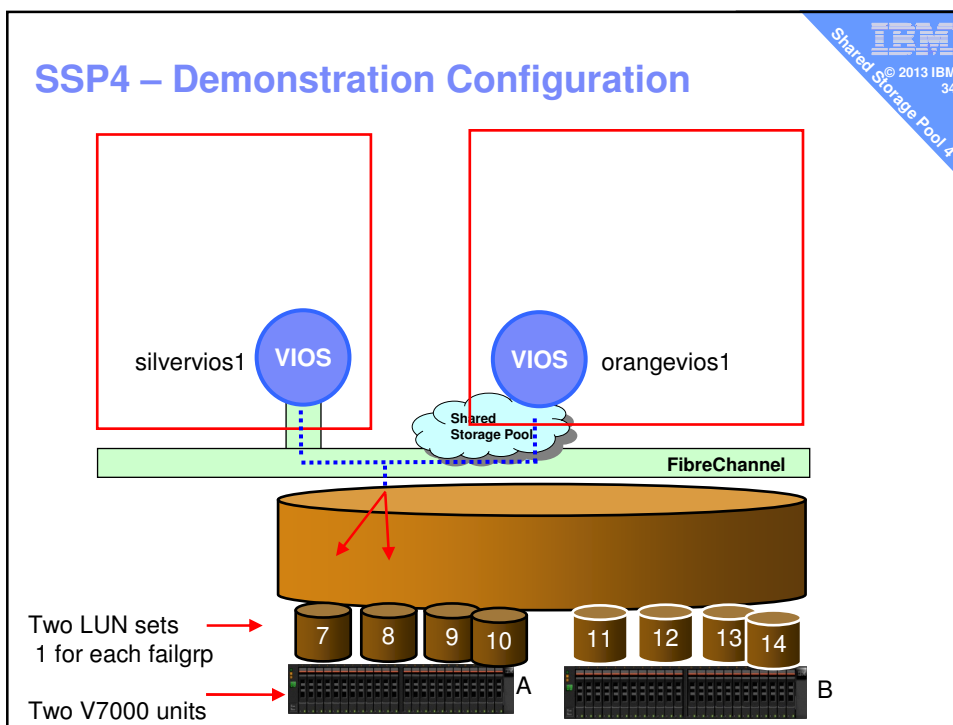 SSP4 – Demonstration Configuration
IBM
© 2013 IBM
34
Shared Storage Pool 4
silvervios1
VIOS
VIOS
orangevios1
Shared
Storage Pool
FibreChannel
Two LUN sets
1 for each failgrp
7
8
9
10
11
12
13
14
Two V7000 units
A
B